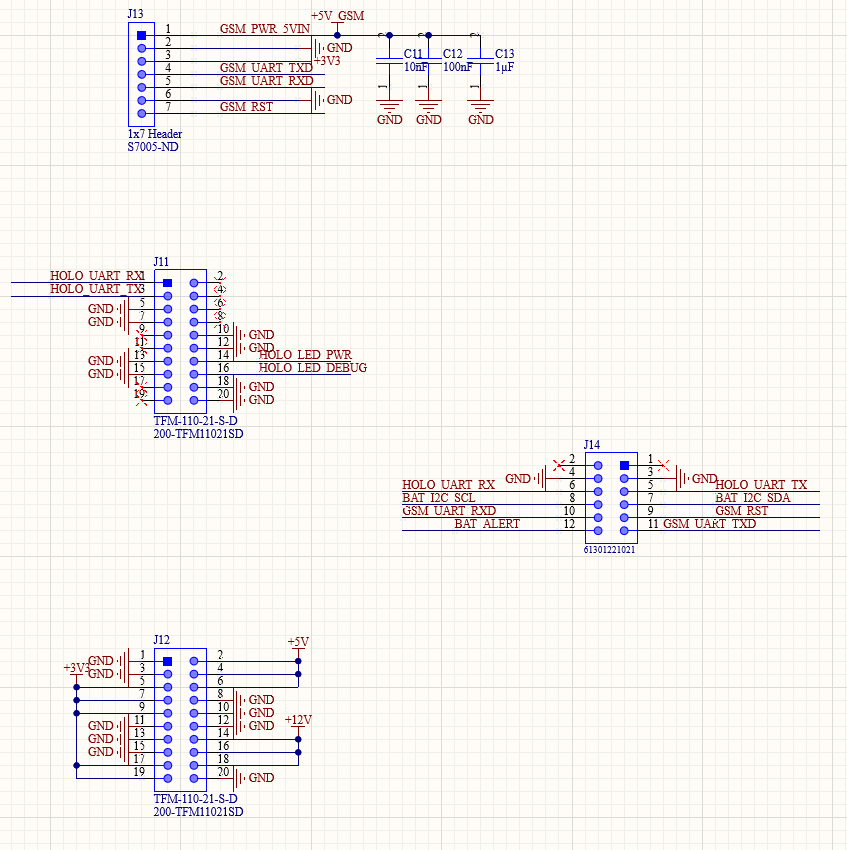 J13
+5V_GSM
1 GSM_PWR_5VIN
2 GND
3 +3V3
4 GSM_UART_TXD
5 GSM_UART_RXD
6 GND
7 GSM_RST
1x7 Header
S7005-ND
C11 C12 C13
10nF 100nF 1µF
1 1 1
GND GND GND
J11
HOLO_UART_RX 1 2
HOLO_UART_TX 3 4
GND 5 6
GND 7 8
9 10 GND
11 12 GND
GND 13 14 HOLO_LED_PWR
GND 15 16 HOLO_LED_DEBUG
17 18 GND
19 20 GND
TFM-110-21-S-D
200-TFM11021SD
J14
2 1
GND 4 3 GND
HOLO_UART_RX 6 5 HOLO_UART_TX
BAT_I2C_SCL 8 7 BAT_I2C_SDA
GSM_UART_RXD 10 9 GSM_RST
BAT_ALERT 12 11 GSM_UART_TXD
61301221021
J12
+5V
GND 1 2
+3V3 GND 3 4
5 6
7 8 GND
9 10 GND
GND 11 12 GND +12V
GND 13 14
GND 15 16
17 18
19 20 GND
TFM-110-21-S-D
200-TFM11021SD